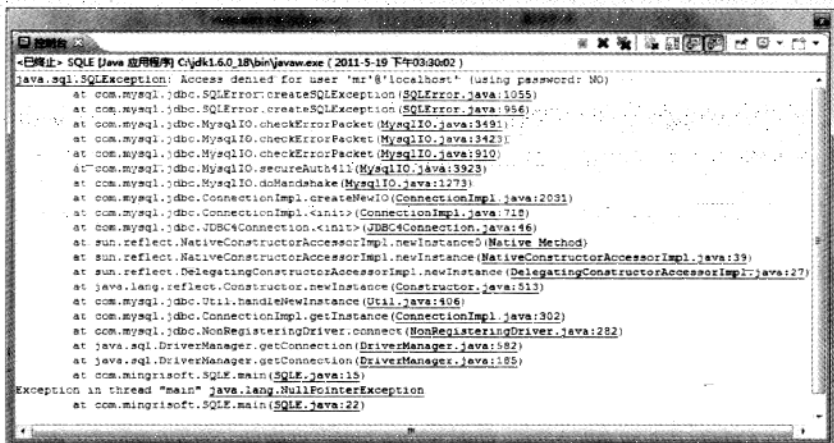 控制台
<已终止> SQLE [Java 应用程序] C:\jdk1.6.0_18\bin\javaw.exe ( 2011-5-19 下午03:30:02 )
java.sql.SQLException: Access denied for user 'mr'@'localhost' (using password: NO)
at com.mysql.jdbc.SQLError.createSQLException(SQLError.java:1055)
at com.mysql.jdbc.SQLError.createSQLException(SQLError.java:956)
at com.mysql.jdbc.MysqlIO.checkErrorPacket(MysqlIO.java:3491)
at com.mysql.jdbc.MysqlIO.checkErrorPacket(MysqlIO.java:3423)
at com.mysql.jdbc.MysqlIO.checkErrorPacket(MysqlIO.java:910)
at com.mysql.jdbc.MysqlIO.secureAuth411(MysqlIO.java:3923)
at com.mysql.jdbc.MysqlIO.doHandshake(MysqlIO.java:1273)
at com.mysql.jdbc.ConnectionImpl.createNewIO(ConnectionImpl.java:2031)
at com.mysql.jdbc.ConnectionImpl.<init>(ConnectionImpl.java:718)
at com.mysql.jdbc.JDBC4Connection.<init>(JDBC4Connection.java:46)
at sun.reflect.NativeConstructorAccessorImpl.newInstance0(Native Method)
at sun.reflect.NativeConstructorAccessorImpl.newInstance(NativeConstructorAccessorImpl.java:39)
at sun.reflect.DelegatingConstructorAccessorImpl.newInstance(DelegatingConstructorAccessorImpl.java:27)
at java.lang.reflect.Constructor.newInstance(Constructor.java:513)
at com.mysql.jdbc.Util.handleNewInstance(Util.java:406)
at com.mysql.jdbc.ConnectionImpl.getInstance(ConnectionImpl.java:302)
at com.mysql.jdbc.NonRegisteringDriver.connect(NonRegisteringDriver.java:282)
at java.sql.DriverManager.getConnection(DriverManager.java:582)
at java.sql.DriverManager.getConnection(DriverManager.java:185)
at com.mingrisoft.SQLE.main(SQLE.java:15)
Exception in thread "main" java.lang.NullPointerException
at com.mingrisoft.SQLE.main(SQLE.java:22)